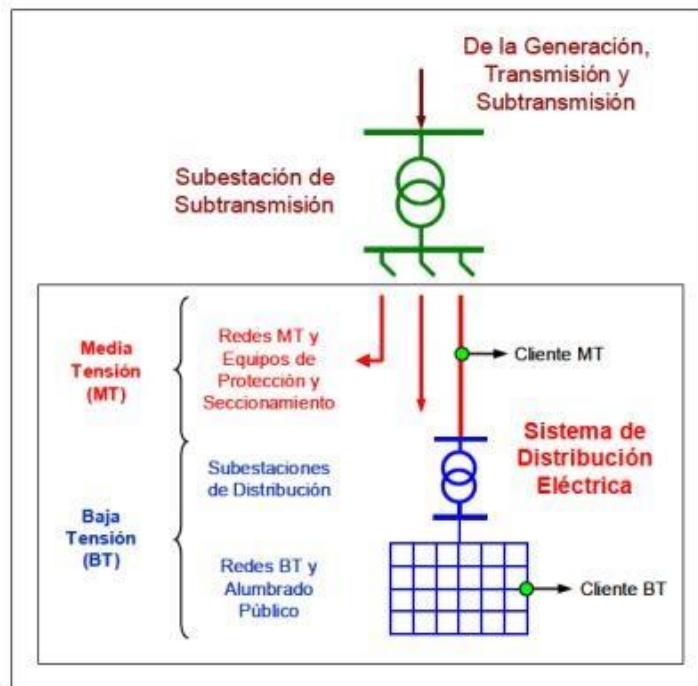 De la Generación,
Transmisión y
Subtransmisión
Subestación de
Subtransmisión
Media
Tensión
(MT)
Redes MT y
Equipos de
Protección y
Seccionamiento
Cliente MT
Sistema de
Distribución
Eléctrica
Subestaciones
de Distribución
Baja
Tensión
(BT)
Redes BT y
Alumbrado
Público
Cliente BT